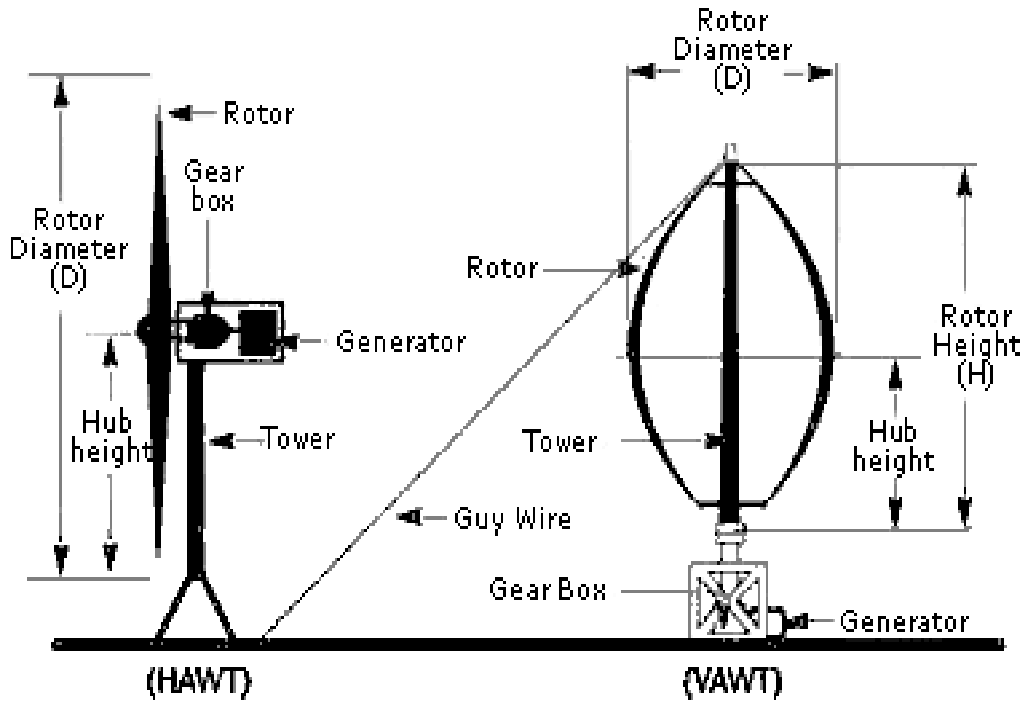 Rotor
Diameter
(D)
Rotor
Gear
box
Rotor
Diameter
(D)
Generator
Hub
height
Tower
Guy Wire
(HAWT)
Rotor
Rotor
Height
(H)
Tower
Hub
height
Gear Box
Generator
(VAWT)